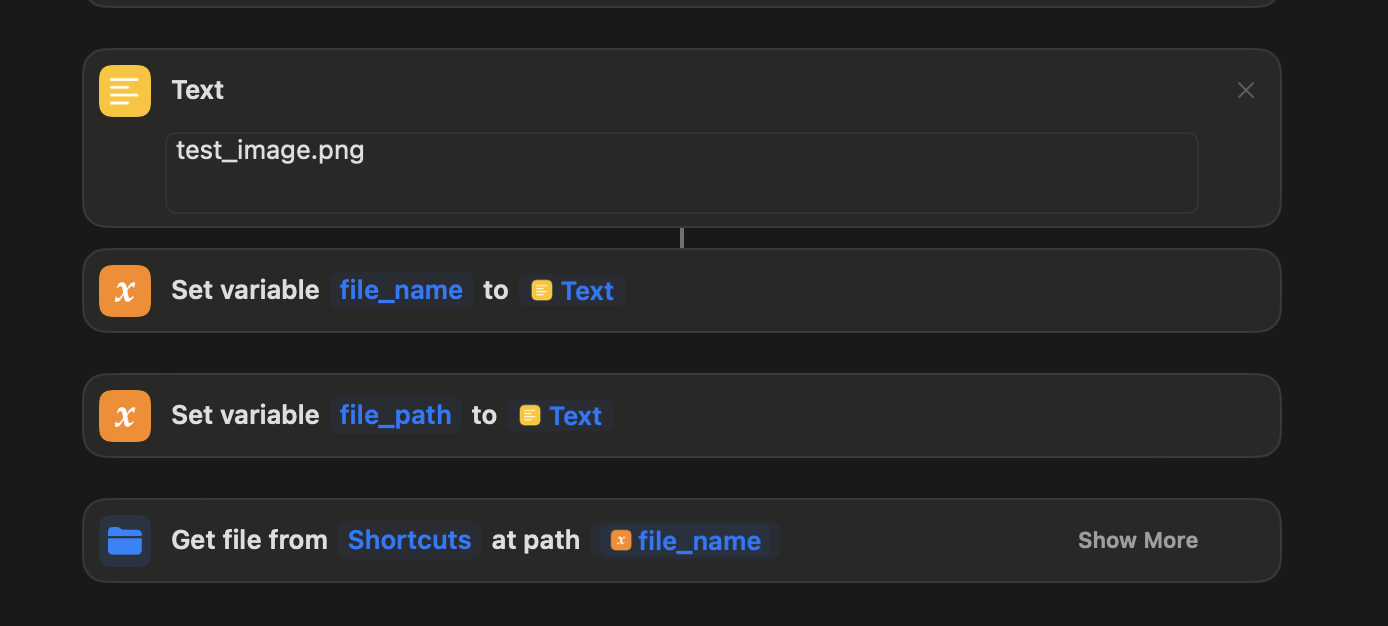 Text
test_image.png
Set variable file_name to Text
Set variable file_path to Text
Get file from Shortcuts at path file_name Show More